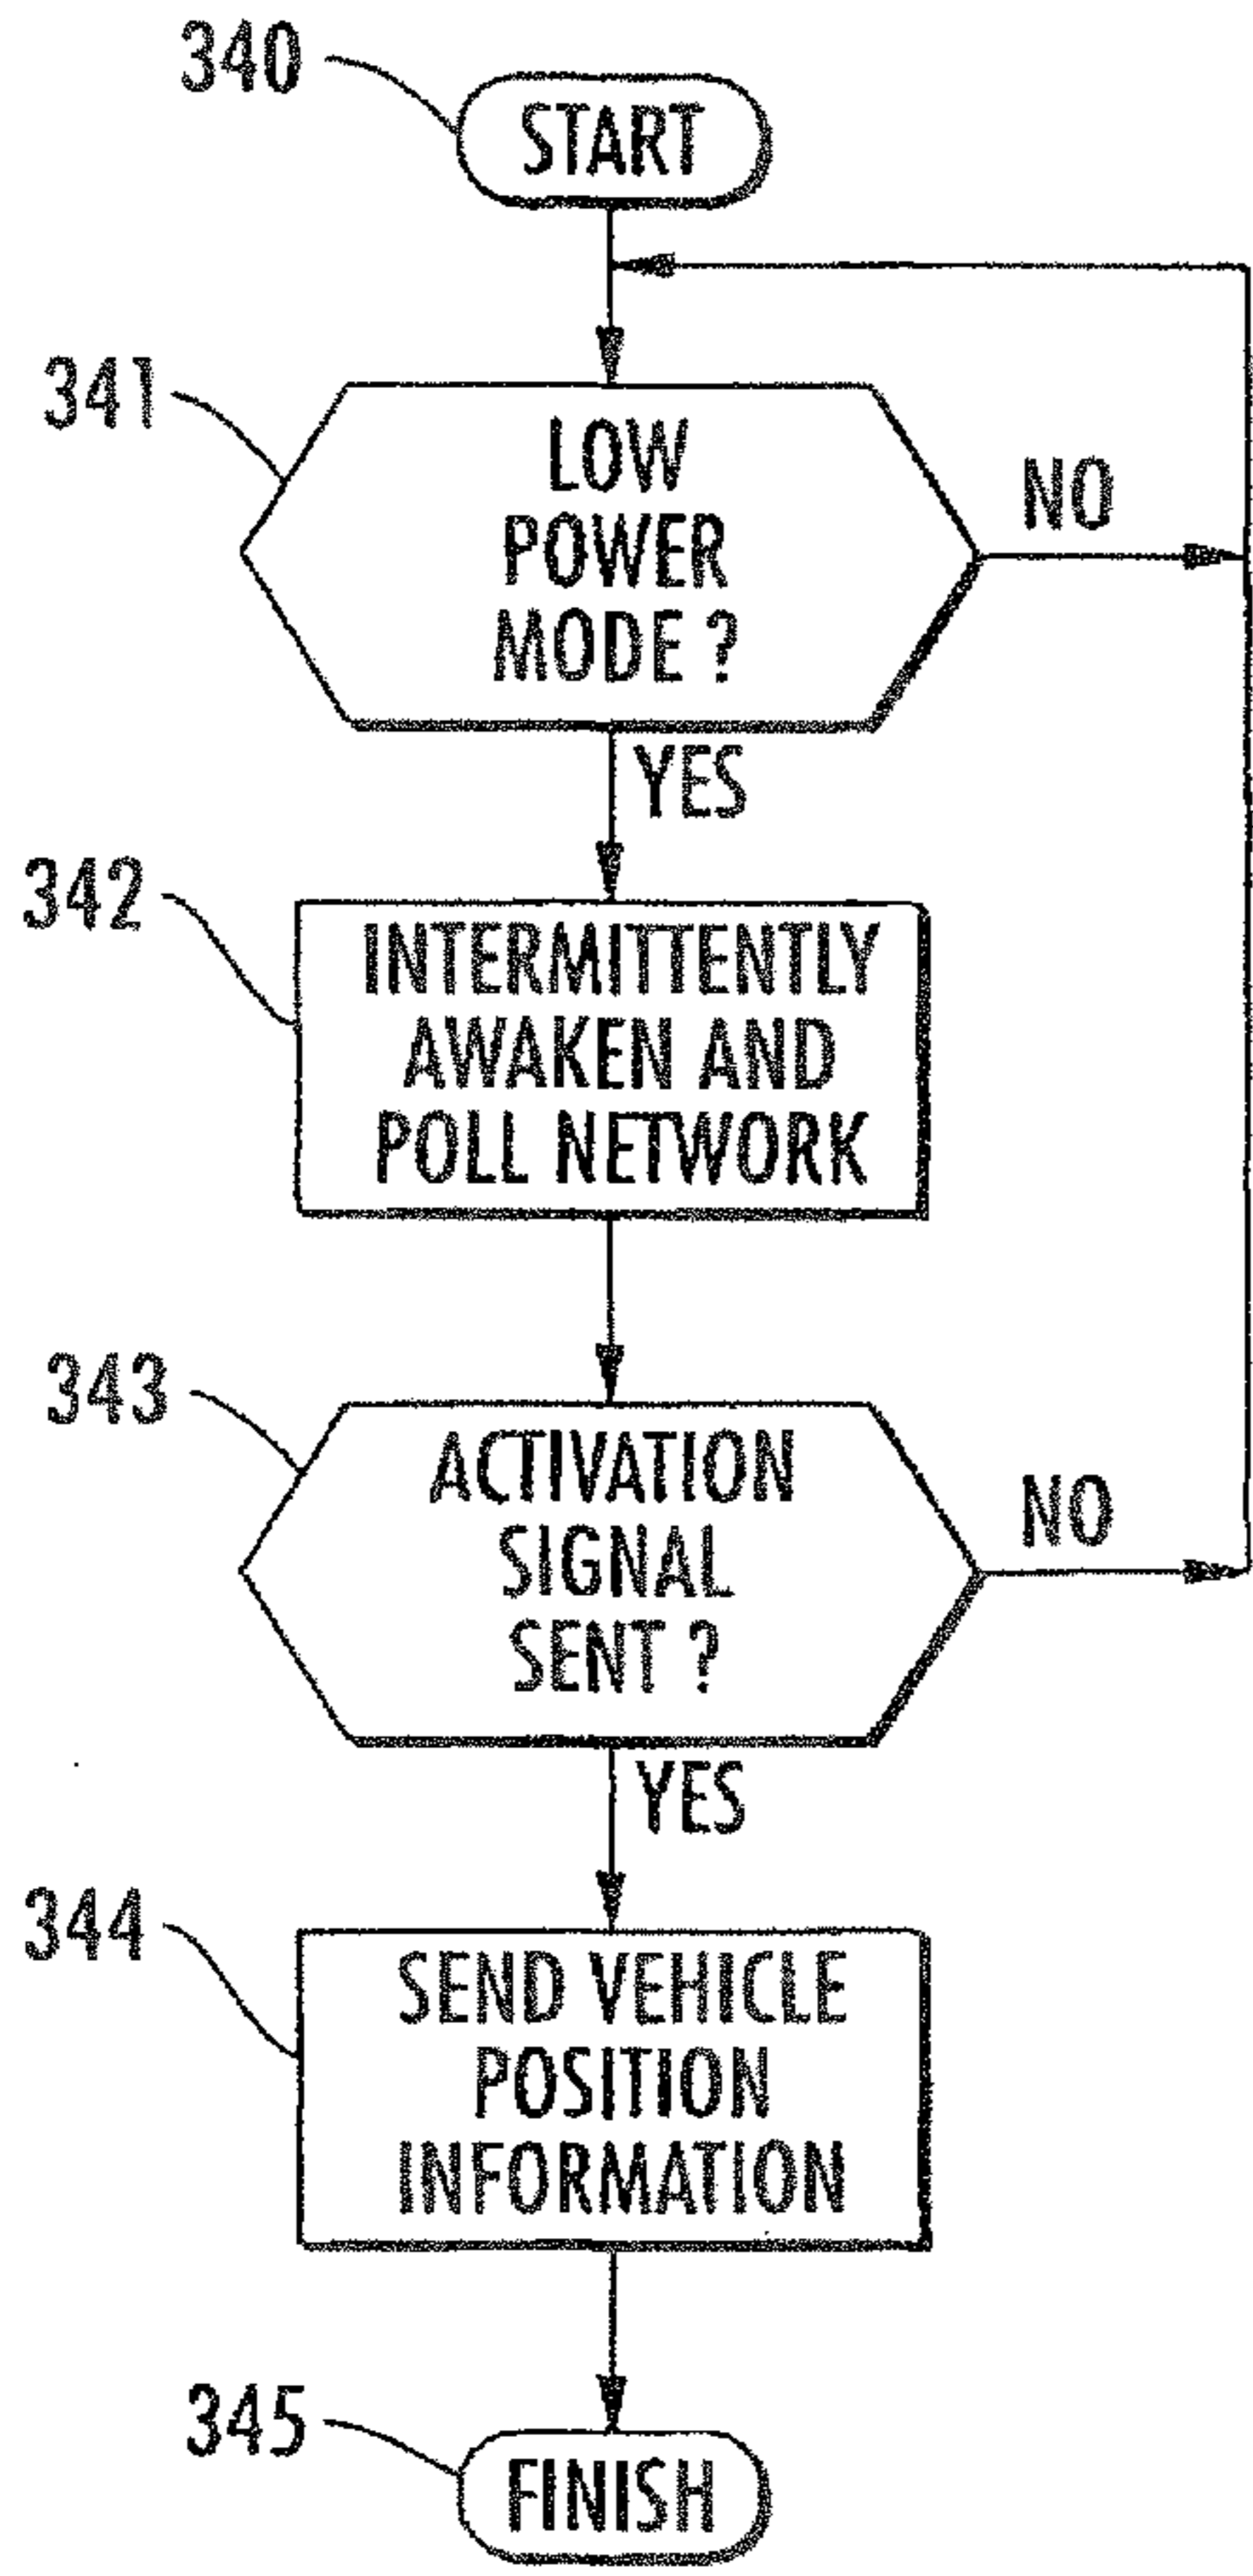 340
START
341
LOW
POWER
MODE ?
NO
YES
342
INTERMITTENTLY
AWAKEN AND
POLL NETWORK
343
ACTIVATION
SIGNAL
SENT ?
NO
YES
344
SEND VEHICLE
POSITION
INFORMATION
345
FINISH